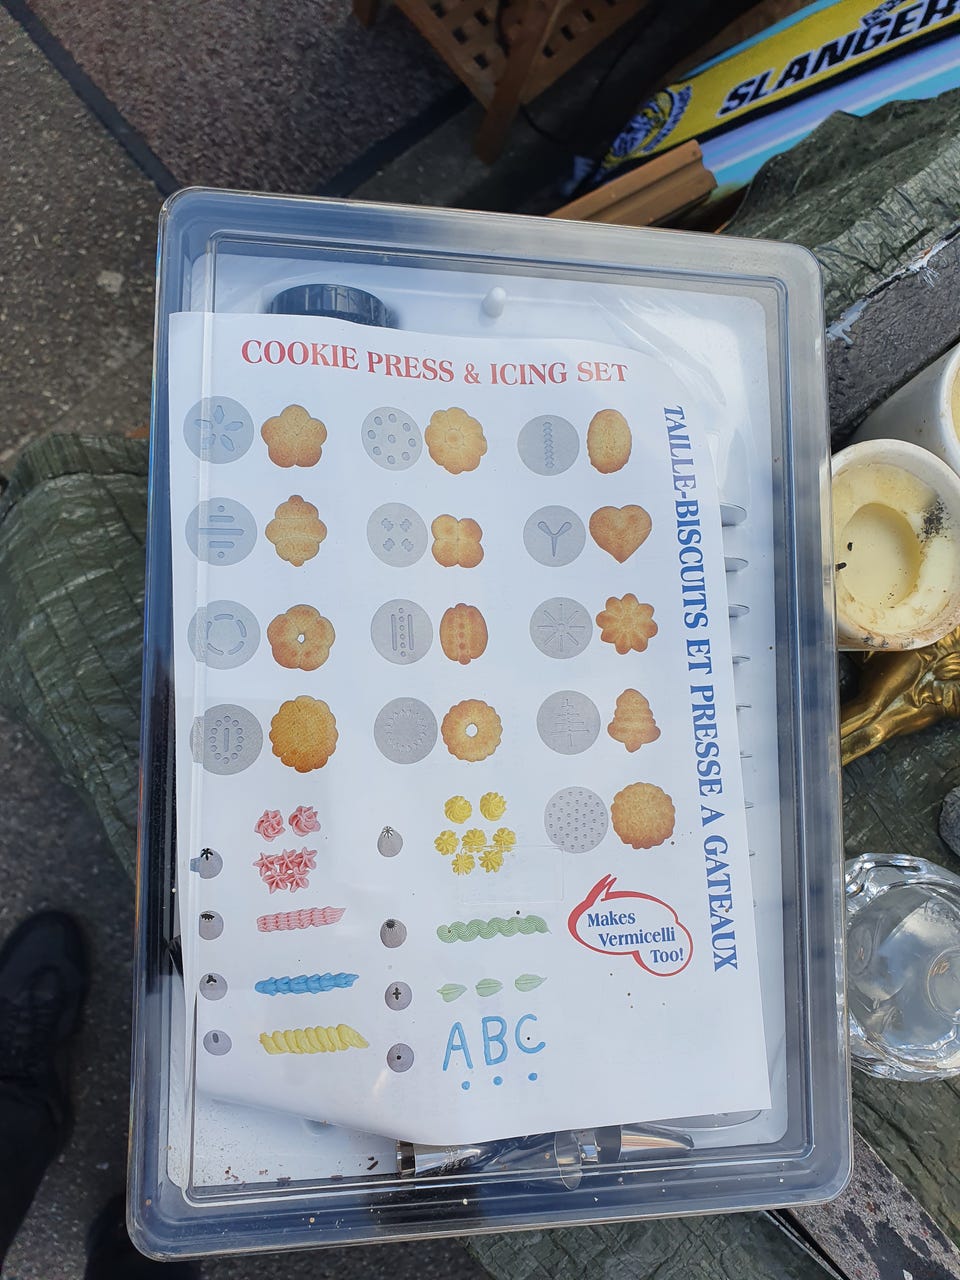 SLANGER
COOKIE PRESS & ICING SET
TAILLE-BISCUITS ET PRESSE A GATEAUX
Makes
Vermicelli
Too!
ABC